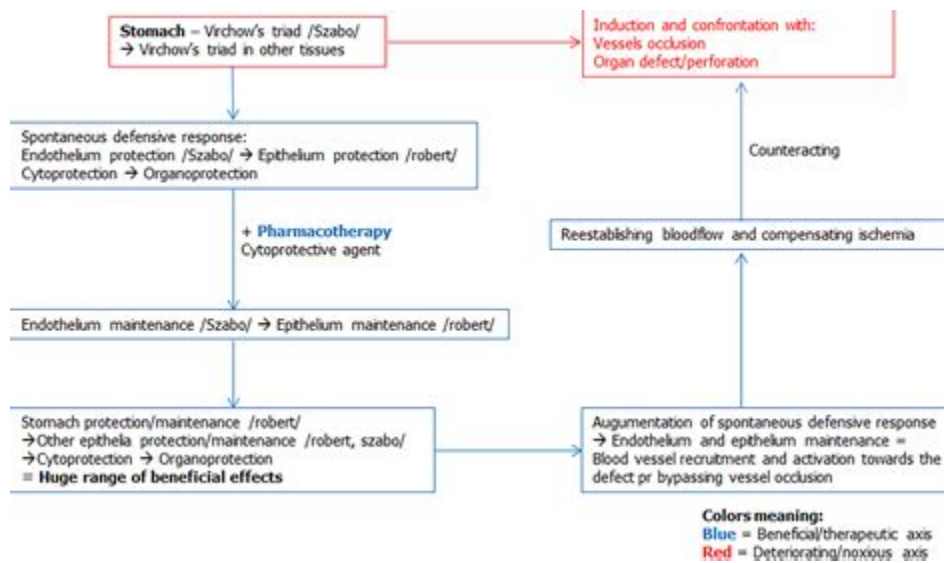 Stomach – Virchow's triad /Szabo/
→ Virchow's triad in other tissues
Induction and confrontation with:
Vessels occlusion
Organ defect/perforation
Spontaneous defensive response:
Endothelium protection /Szabo/ → Epithelium protection /robert/
Cytoprotection → Organoprotection
Counteracting
+ Pharmacotherapy
Cytoprotective agent
Reestablishing bloodflow and compensating ischemia
Endothelium maintenance /Szabo/ → Epithelium maintenance /robert/
Stomach protection/maintenance /robert/
→Other epithelia protection/maintenance /robert, szabo/
→Cytoprotection → Organoprotection
= Huge range of beneficial effects
Augumentation of spontaneous defensive response
→ Endothelium and epithelium maintenance =
Blood vessel recruitment and activation towards the
defect pr bypassing vessel occlusion
Colors meaning:
Blue = Beneficial/therapeutic axis
Red = Deteriorating/noxious axis